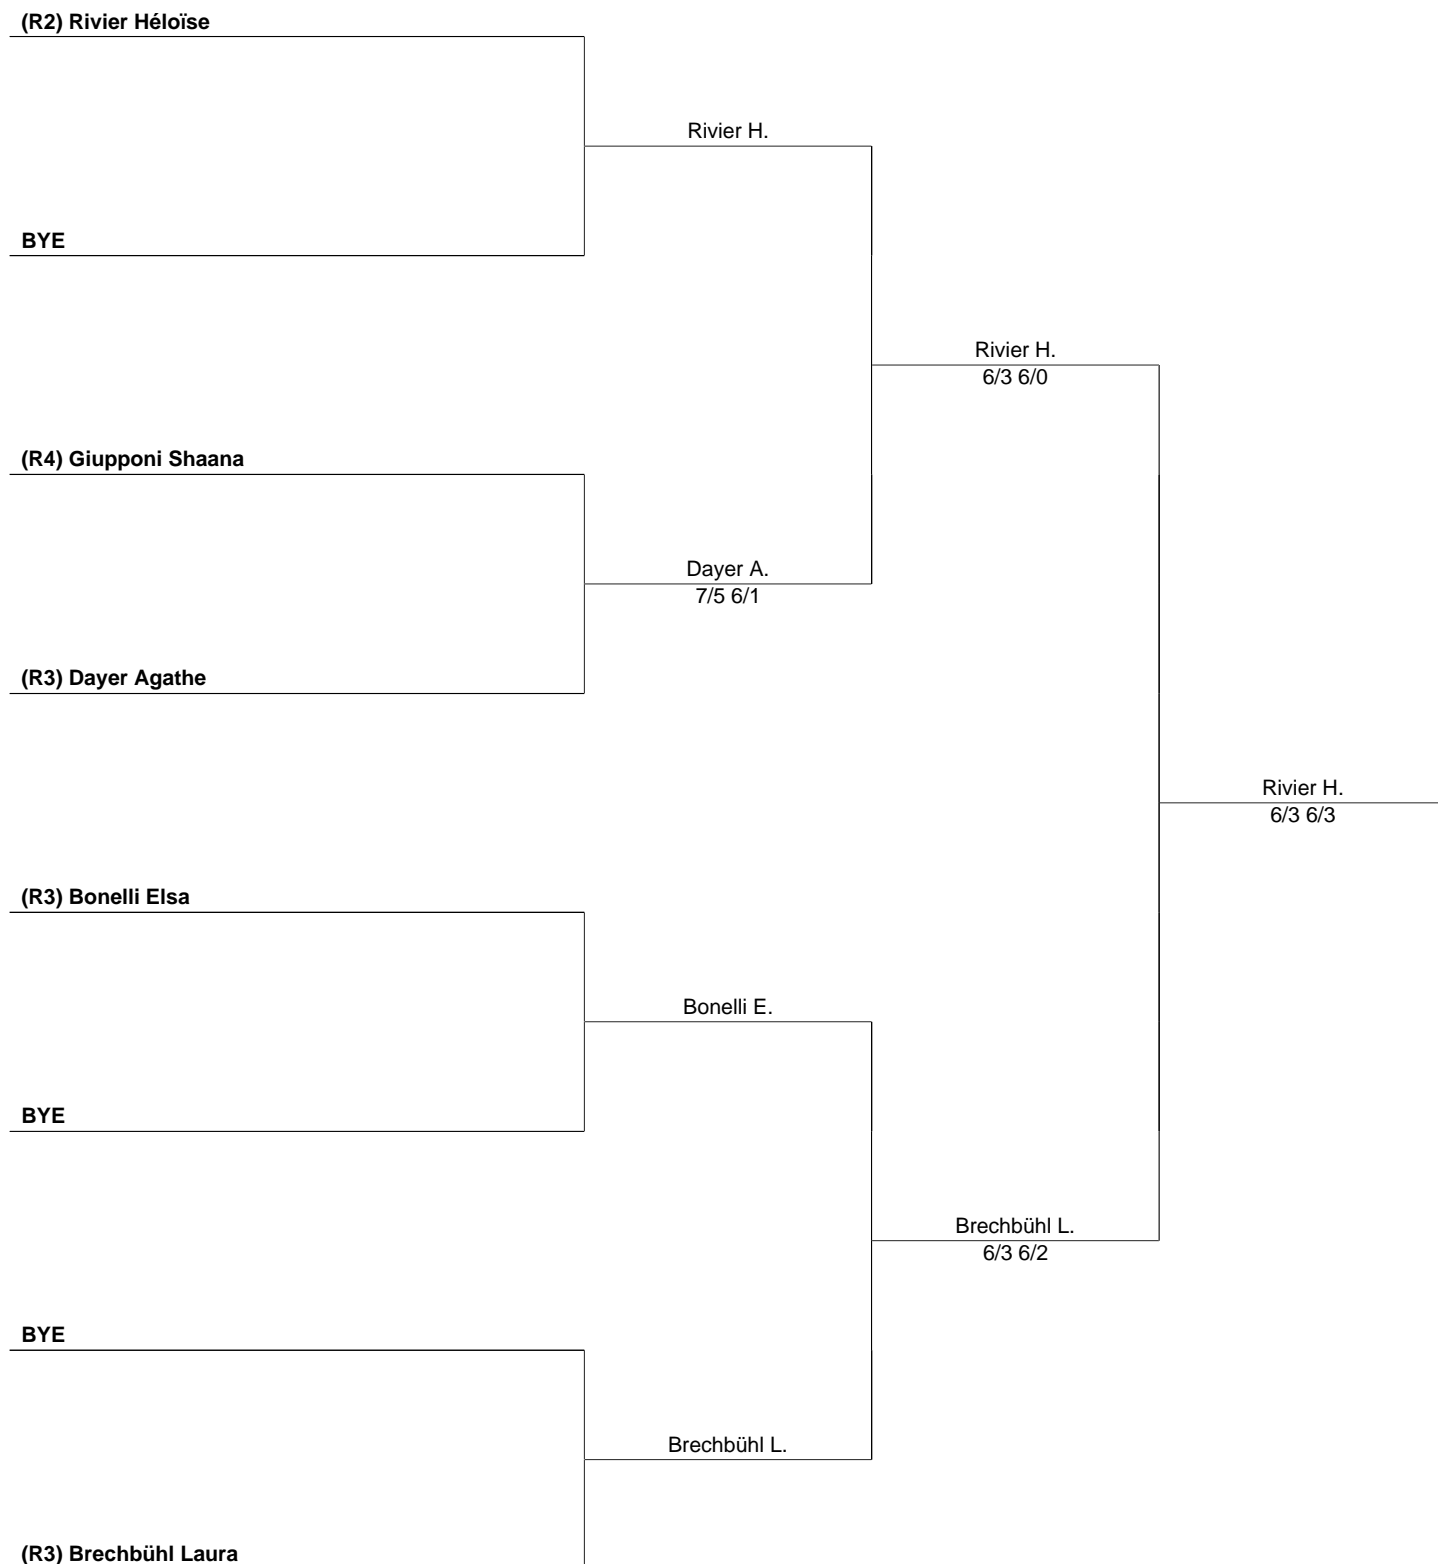 (R2) Rivier Héloïse
Rivier H.
BYE
Rivier H.
6/3 6/0
(R4) Giupponi Shaana
Dayer A.
7/5 6/1
(R3) Dayer Agathe
Rivier H.
6/3 6/3
(R3) Bonelli Elsa
Bonelli E.
BYE
Brechbühl L.
6/3 6/2
BYE
Brechbühl L.
(R3) Brechbühl Laura